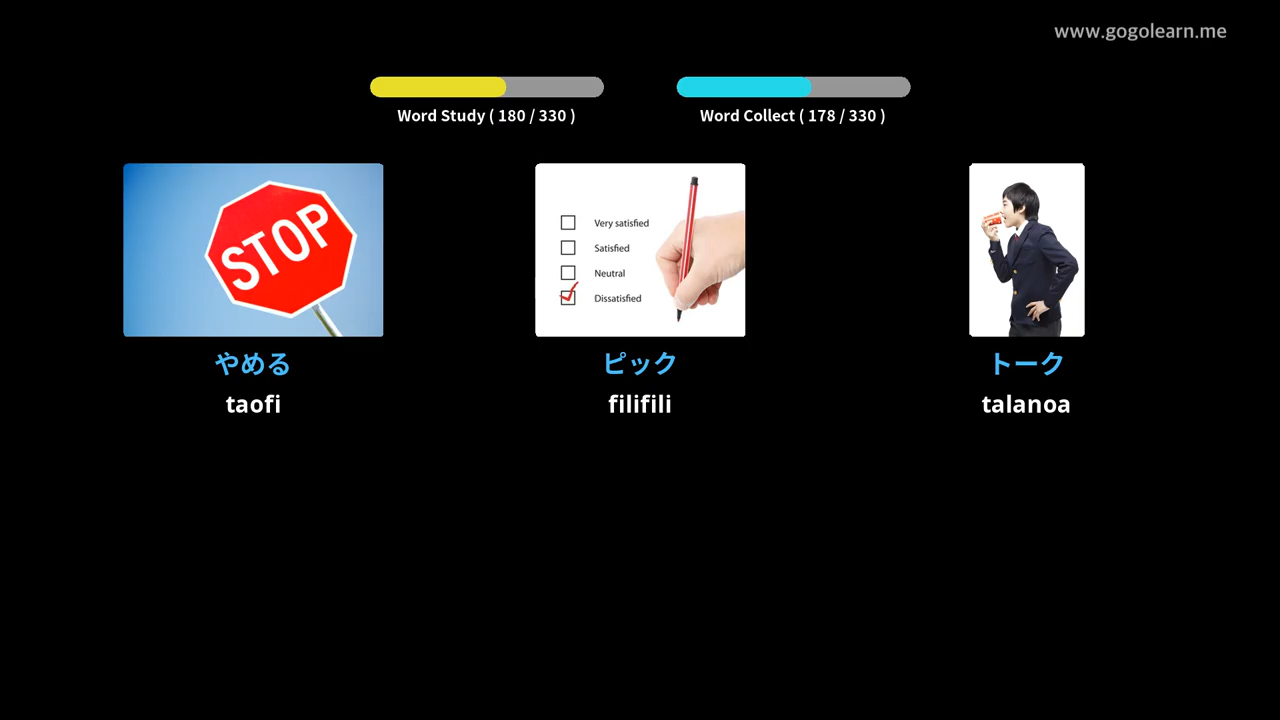 www.gogolearn.me
Word Study ( 180 / 330 )
Word Collect ( 178 / 330 )
STOP
Very satisfied
Satisfied
Neutral
Dissatisfied
やめる
ピック
トーク
taofi
filifili
talanoa